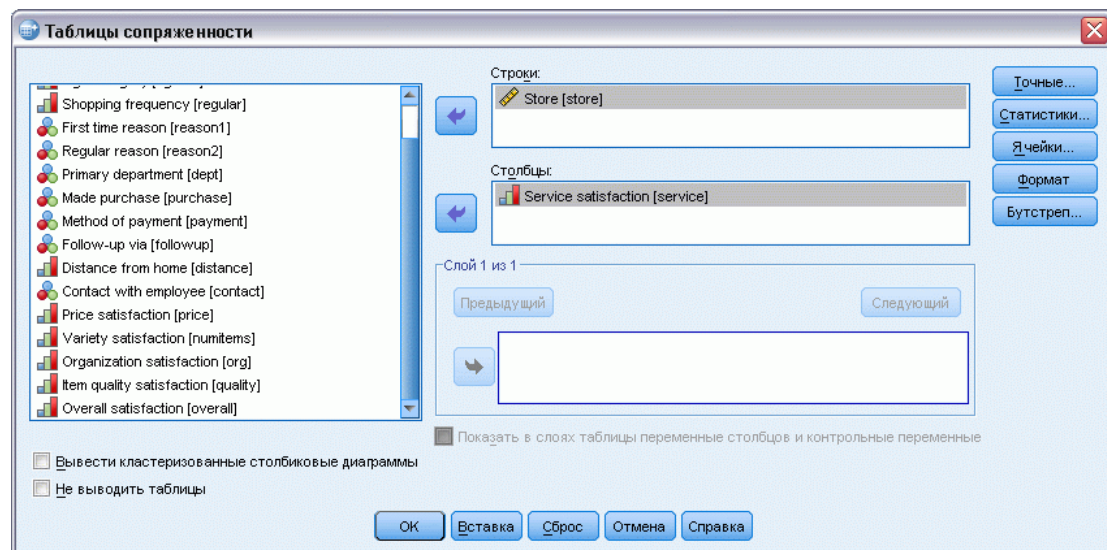 Таблицы сопряженности
Shopping frequency [regular]
First time reason [reason1]
Regular reason [reason2]
Primary department [dept]
Made purchase [purchase]
Method of payment [payment]
Follow-up via [followup]
Distance from home [distance]
Contact with employee [contact]
Price satisfaction [price]
Variety satisfaction [numitems]
Organization satisfaction [org]
Item quality satisfaction [quality]
Overall satisfaction [overall]
Строки:
Store [store]
Столбцы:
Service satisfaction [service]
Слой 1 из 1
Предыдущий
Следующий
Показать в слоях таблицы переменные столбцов и контрольные переменные
Точные...
Статистики...
Ячейки...
Формат
Бутстреп...
Вывести кластеризованные столбиковые диаграммы
Не выводить таблицы
OK
Вставка
Сброс
Отмена
Справка